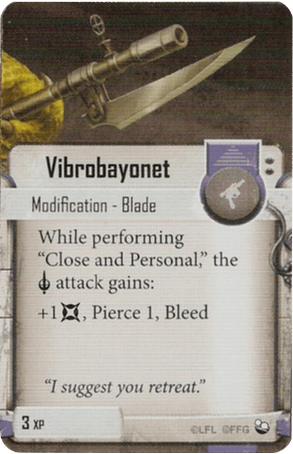 Vibrobayonet
Modification - Blade
While performing
“Close and Personal,” the
attack gains:
+1 , Pierce 1, Bleed
“I suggest you retreat.”
3 XP
©LFL ©FFG